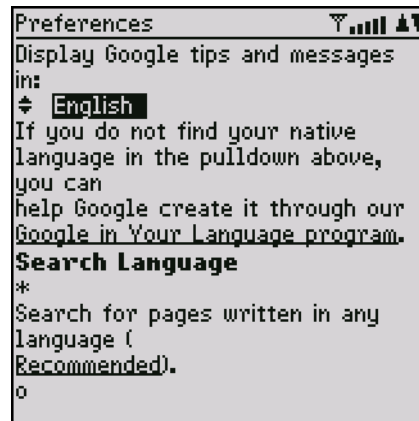 Preferences
Display Google tips and messages
in:
English
If you do not find your native
language in the pulldown above,
you can
help Google create it through our
Google in Your Language program.
Search Language
*
Search for pages written in any
language (
Recommended).
o